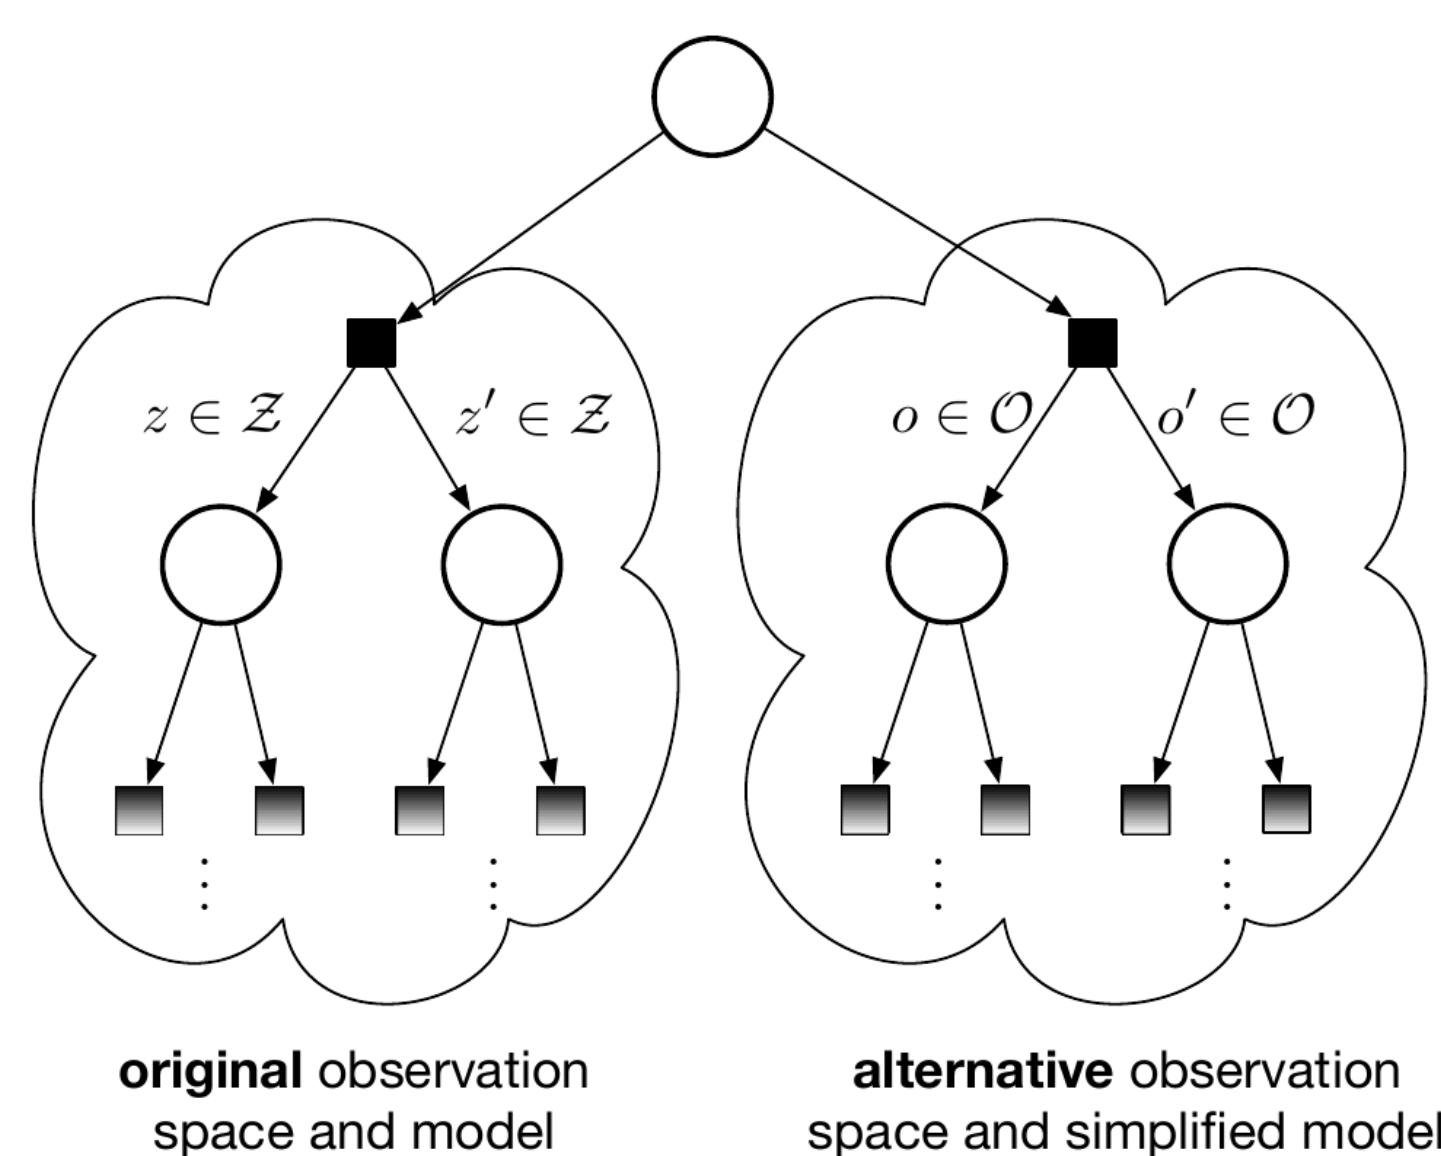 z ∈ 𝒵 z′ ∈ 𝒵 o ∈ 𝒪 o′ ∈ 𝒪
original observation
space and model
alternative observation
space and simplified model